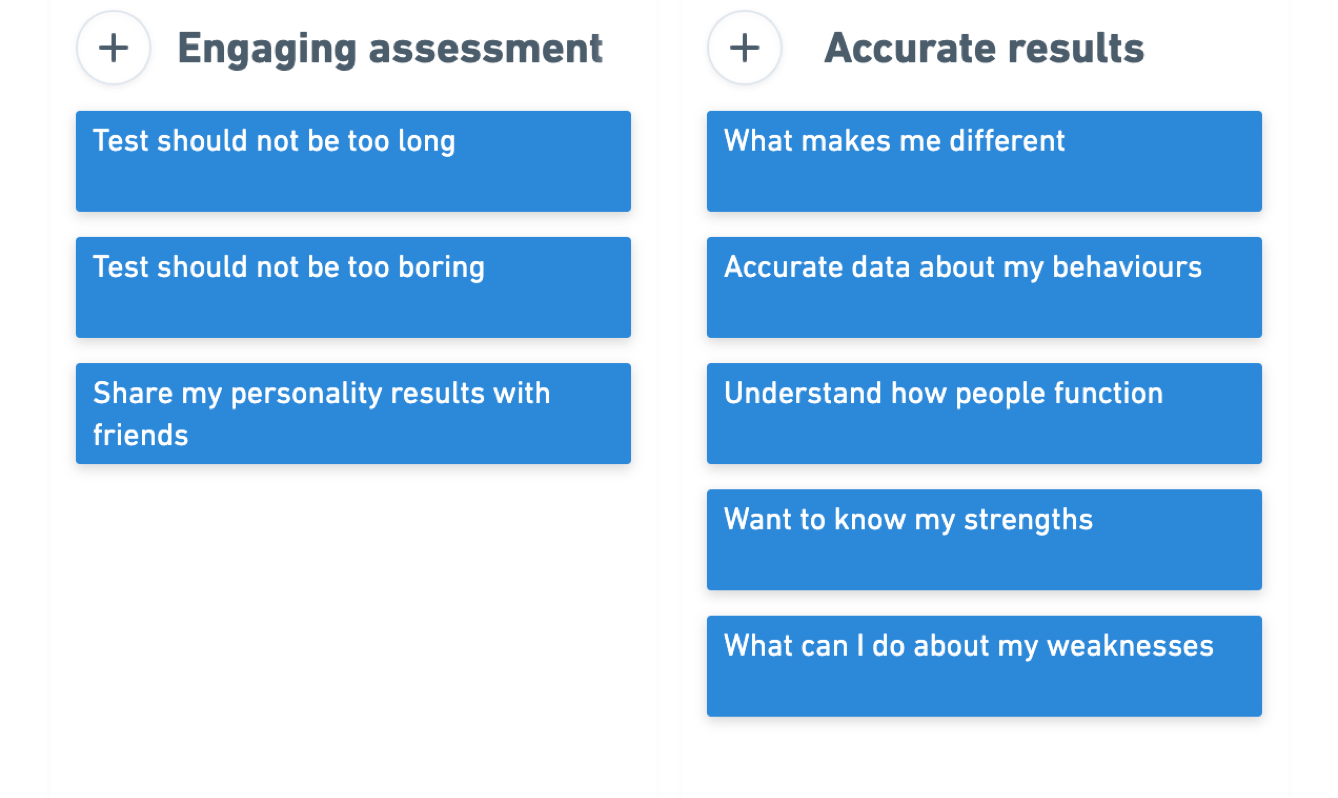 Engaging assessment
Test should not be too long
Test should not be too boring
Share my personality results with
friends
Accurate results
What makes me different
Accurate data about my behaviours
Understand how people function
Want to know my strengths
What can I do about my weaknesses